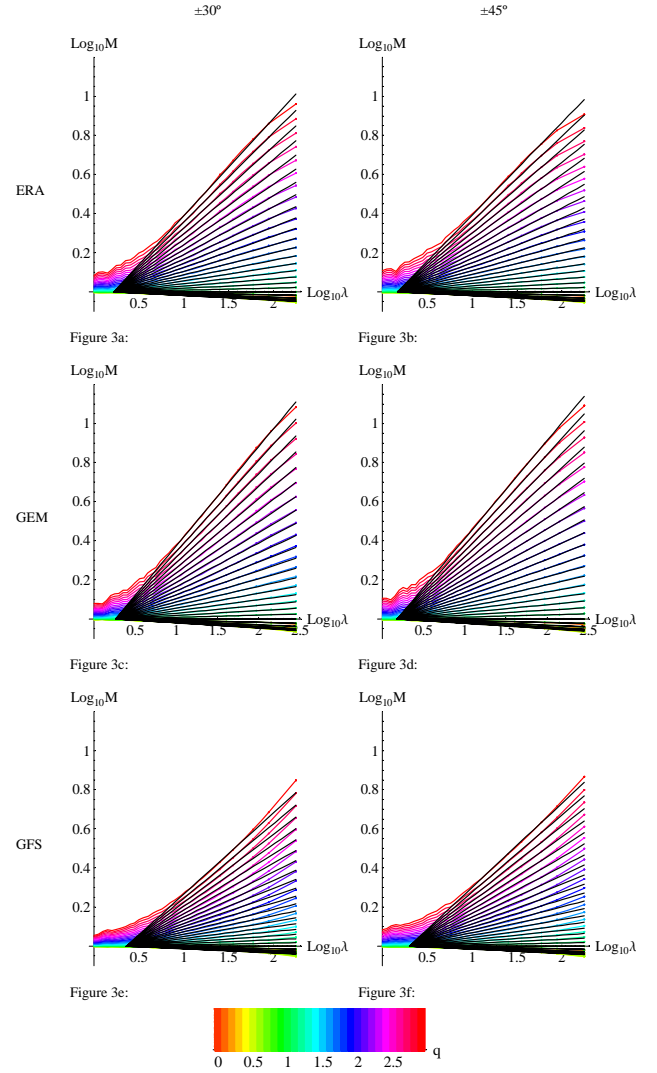 ±30º ±45º
Log₁₀M Log₁₀M
1 1
0.8 0.8
0.6 0.6
ERA
0.4 0.4
0.2 0.2
0.5 1 1.5 2 Log₁₀λ 0.5 1 1.5 2 Log₁₀λ
Figure 3a: Figure 3b:
Log₁₀M Log₁₀M
1 1
0.8 0.8
0.6 0.6
GEM
0.4 0.4
0.2 0.2
0.5 1 1.5 2 2.5 Log₁₀λ 0.5 1 1.5 2 2.5 Log₁₀λ
Figure 3c: Figure 3d:
Log₁₀M Log₁₀M
1 1
0.8 0.8
0.6 0.6
GFS
0.4 0.4
0.2 0.2
0.5 1 1.5 2 Log₁₀λ 0.5 1 1.5 2 Log₁₀λ
Figure 3e: Figure 3f:
0 0.5 1 1.5 2 2.5 q